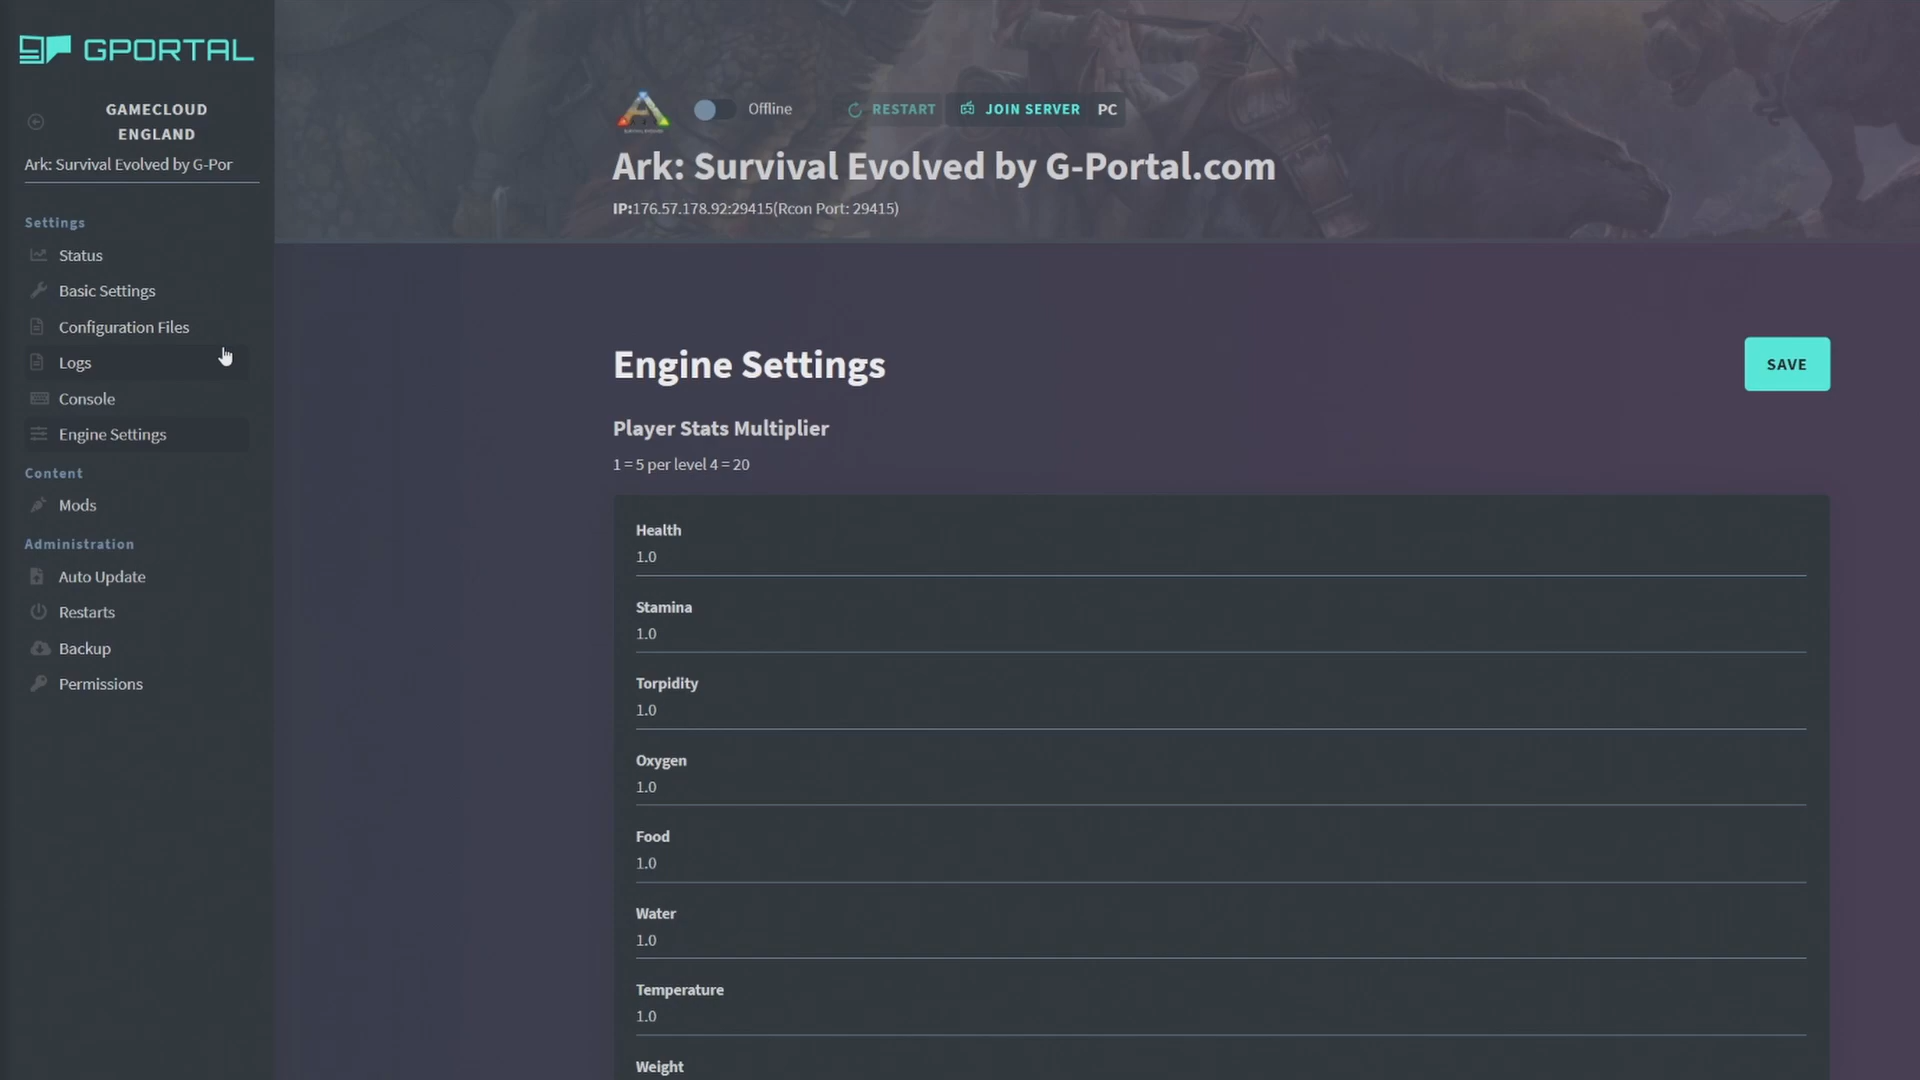 GPORTAL
GAMECLOUD
ENGLAND
Ark: Survival Evolved by G-Por
Settings
Status
Basic Settings
Configuration Files
Logs
Console
Engine Settings
Content
Mods
Administration
Auto Update
Restarts
Backup
Permissions
Offline RESTART JOIN SERVER PC
Ark: Survival Evolved by G-Portal.com
IP:176.57.178.92:29415(Rcon Port: 29415)
Engine Settings
SAVE
Player Stats Multiplier
1 = 5 per level 4 = 20
Health
1.0
Stamina
1.0
Torpidity
1.0
Oxygen
1.0
Food
1.0
Water
1.0
Temperature
1.0
Weight